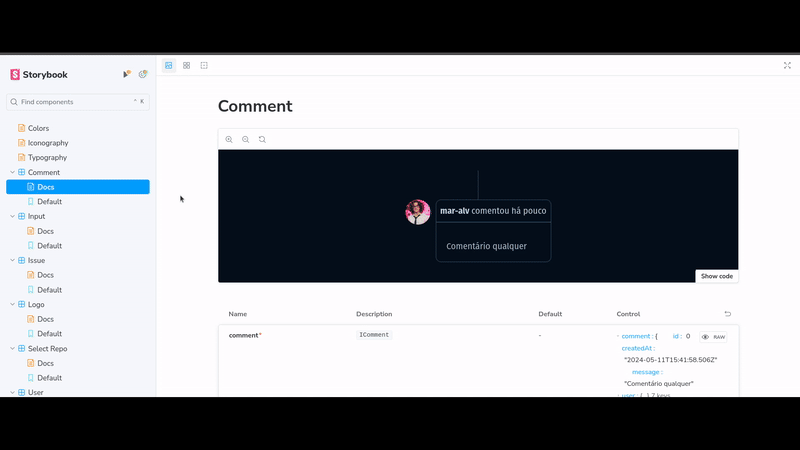 Storybook
Find components
⌃ K
Colors
Iconography
Typography
Comment
Docs
Default
Input
Docs
Default
Issue
Docs
Default
Logo
Docs
Default
Select Repo
Docs
Default
User
Comment
mar-alv comentou há pouco
Comentário qualquer
Show code
Name Description Default Control
comment* IComment - - comment : { id : 0 RAW
createdAt :
"2024-05-11T15:41:58.506Z"
message :
"Comentário qualquer"
user : {...} 7 keys